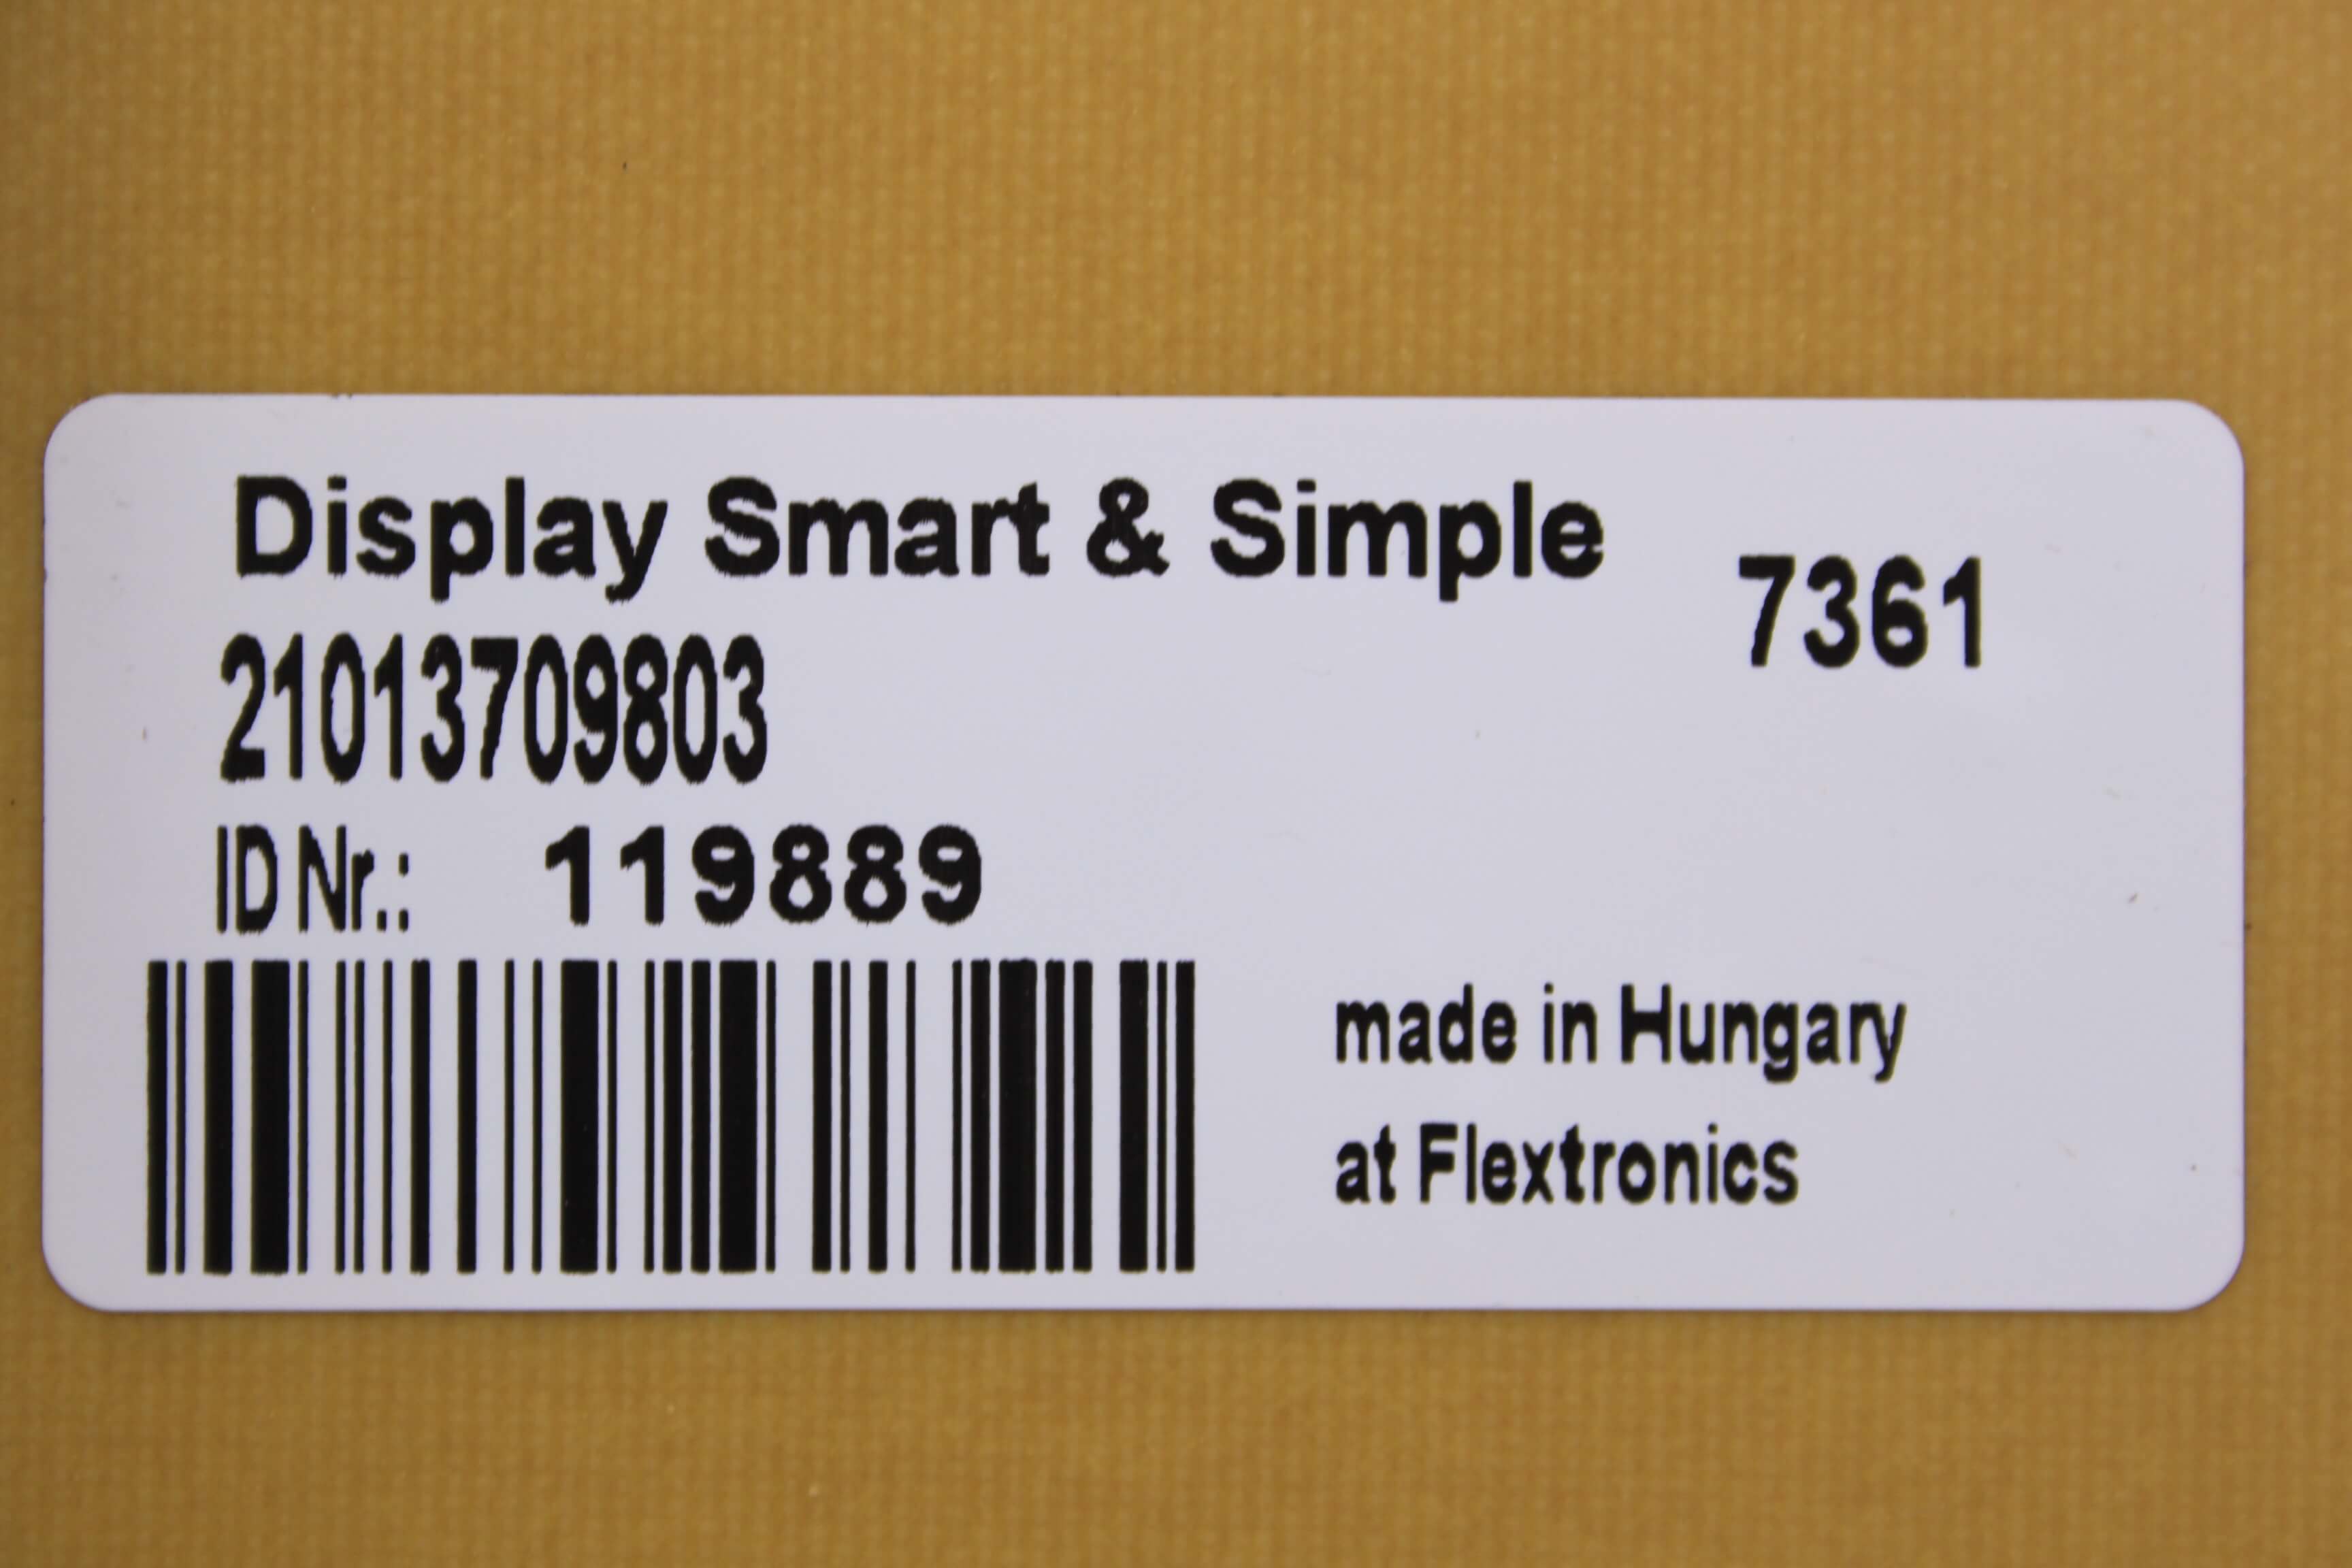 Display Smart & Simple
7361
21013709803
ID Nr.: 119889
made in Hungary
at Flextronics